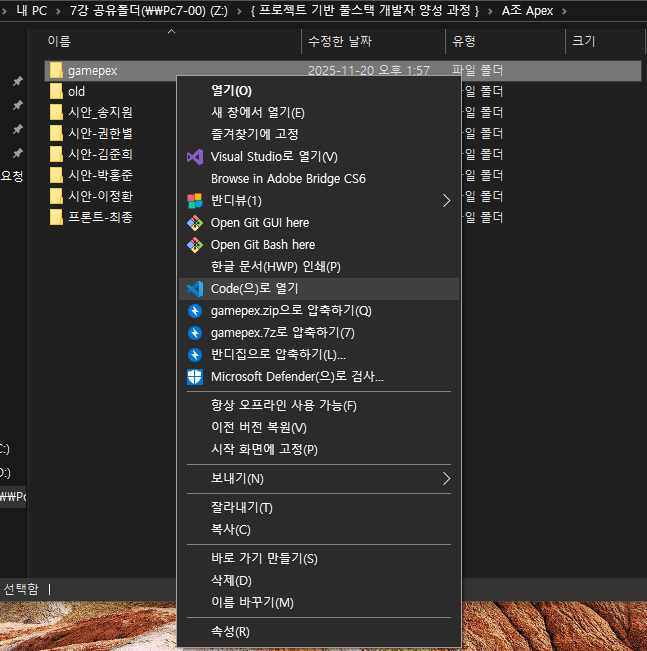 내 PC > 7강 공유폴더(\\Pc7-00) (Z:) > { 프로젝트 기반 풀스택 개발자 양성 과정 } > A조 Apex >
이름 수정한 날짜 유형 크기
gamepex 2025-11-20 오후 1:57 파일 폴더
old 일 폴더
시안_송지원 일 폴더
시안-권한별 일 폴더
시안-김준희 일 폴더
시안-박홍준 일 폴더
시안-이정환 일 폴더
프론트-최종 일 폴더
요청
C:)
D:)
\\Pc
선택함
열기(O)
새 창에서 열기(E)
즐겨찾기에 고정
Visual Studio로 열기(V)
Browse in Adobe Bridge CS6
반디뷰(1)
Open Git GUI here
Open Git Bash here
한글 문서(HWP) 인쇄(P)
Code(으)로 열기
gamepex.zip으로 압축하기(Q)
gamepex.7z로 압축하기(7)
반디집으로 압축하기(L)...
Microsoft Defender(으)로 검사...
항상 오프라인 사용 가능(F)
이전 버전 복원(V)
시작 화면에 고정(P)
보내기(N)
잘라내기(T)
복사(C)
바로 가기 만들기(S)
삭제(D)
이름 바꾸기(M)
속성(R)